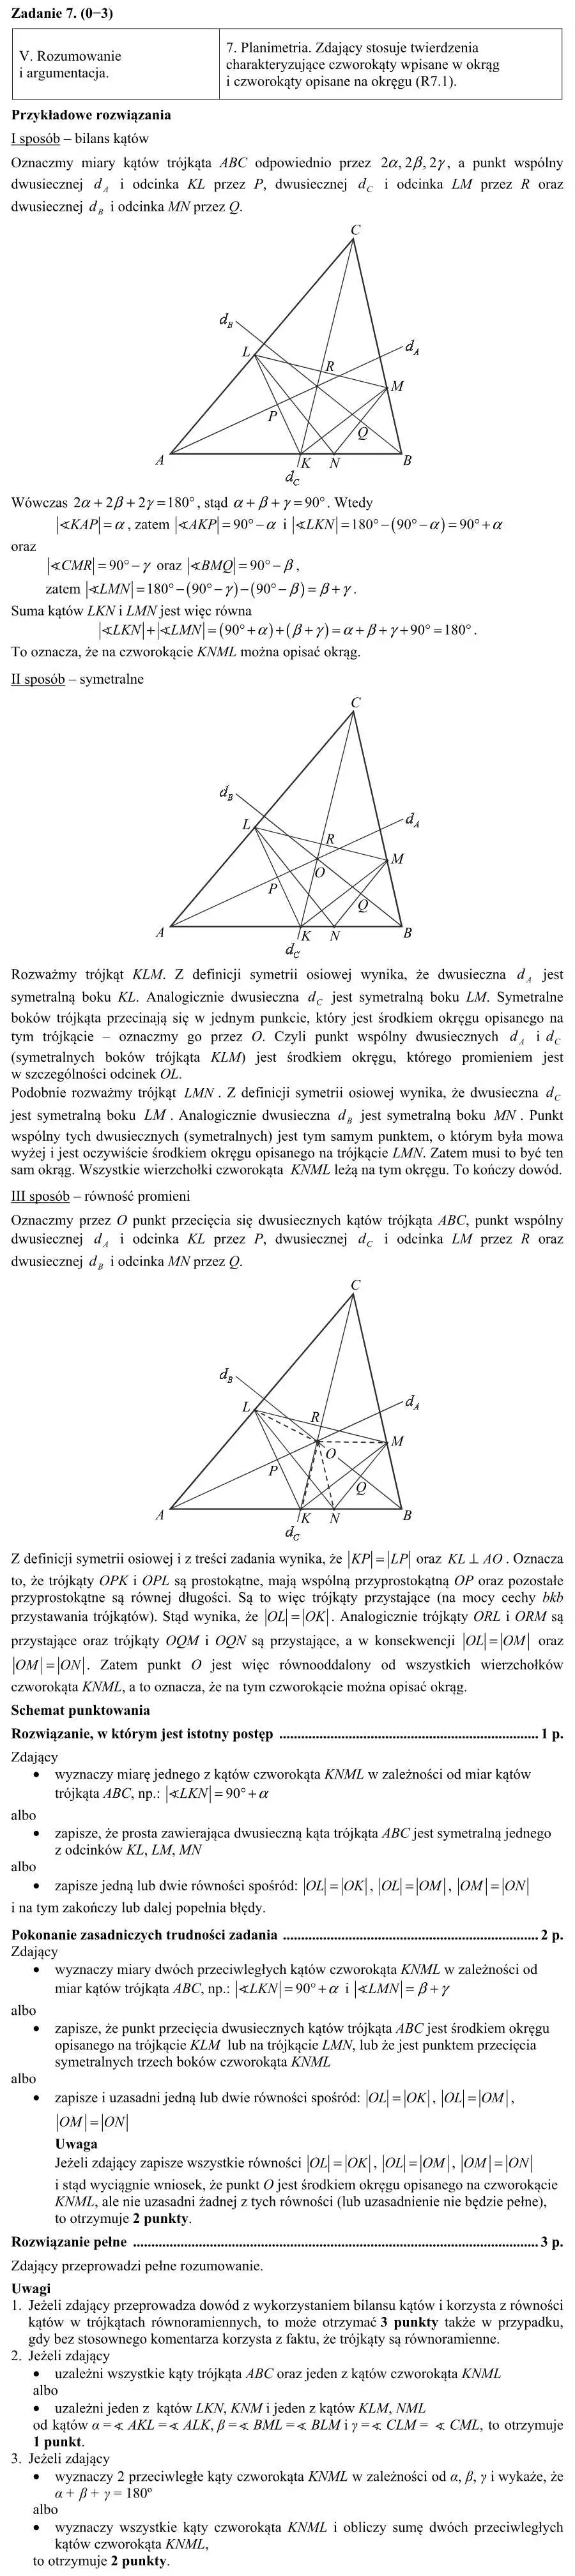 Zadanie 7. (0−3)
V. Rozumowanie
i argumentacja.
7. Planimetria. Zdający stosuje twierdzenia
charakteryzujące czworokąty wpisane w okrąg
i czworokąty opisane na okręgu (R7.1).
Przykładowe rozwiązania
I sposób – bilans kątów
Oznaczmy miary kątów trójkąta ABC odpowiednio przez 2α, 2β, 2γ, a punkt wspólny
dwusiecznej d_A i odcinka KL przez P, dwusiecznej d_C i odcinka LM przez R oraz
dwusiecznej d_B i odcinka MN przez Q.
C
d_B
d_A
L
R
M
P
Q
A
K
N
B
d_C
Wówczas 2α + 2β + 2γ = 180°, stąd α + β + γ = 90°. Wtedy
|∢KAP| = α, zatem |∢AKP| = 90° − α i |∢LKN| = 180° − (90° − α) = 90° + α
oraz
|∢CMR| = 90° − γ oraz |∢BMQ| = 90° − β,
zatem |∢LMN| = 180° − (90° − γ) − (90° − β) = β + γ.
Suma kątów LKN i LMN jest więc równa
|∢LKN| + |∢LMN| = (90° + α) + (β + γ) = α + β + γ + 90° = 180°.
To oznacza, że na czworokącie KNML można opisać okrąg.
II sposób – symetralne
C
d_B
d_A
L
R
M
O
P
Q
A
K
N
B
d_C
Rozważmy trójkąt KLM. Z definicji symetrii osiowej wynika, że dwusieczna d_A jest
symetralną boku KL. Analogicznie dwusieczna d_C jest symetralną boku LM. Symetralne
boków trójkąta przecinają się w jednym punkcie, który jest środkiem okręgu opisanego na
tym trójkącie – oznaczmy go przez O. Czyli punkt wspólny dwusiecznych d_A i d_C
(symetralnych boków trójkąta KLM) jest środkiem okręgu, którego promieniem jest
w szczególności odcinek OL.
Podobnie rozważmy trójkąt LMN. Z definicji symetrii osiowej wynika, że dwusieczna d_C
jest symetralną boku LM. Analogicznie dwusieczna d_B jest symetralną boku MN. Punkt
wspólny tych dwusiecznych (symetralnych) jest tym samym punktem, o którym była mowa
wyżej i jest oczywiście środkiem okręgu opisanego na trójkącie LMN. Zatem musi to być ten
sam okrąg. Wszystkie wierzchołki czworokąta KNML leżą na tym okręgu. To kończy dowód.
III sposób – równość promieni
Oznaczmy przez O punkt przecięcia się dwusiecznych kątów trójkąta ABC, punkt wspólny
dwusiecznej d_A i odcinka KL przez P, dwusiecznej d_C i odcinka LM przez R oraz
dwusiecznej d_B i odcinka MN przez Q.
C
d_B
d_A
L
R
M
O
P
Q
A
K
N
B
d_C
Z definicji symetrii osiowej i z treści zadania wynika, że |KP| = |LP| oraz KL ⊥ AO. Oznacza
to, że trójkąty OPK i OPL są prostokątne, mają wspólną przyprostokątną OP oraz pozostałe
przyprostokątne są równej długości. Są to więc trójkąty przystające (na mocy cechy bkb
przystawania trójkątów). Stąd wynika, że |OL| = |OK|. Analogicznie trójkąty ORL i ORM są
przystające oraz trójkąty OQM i OQN są przystające, a w konsekwencji |OL| = |OM| oraz
|OM| = |ON|. Zatem punkt O jest więc równooddalony od wszystkich wierzchołków
czworokąta KNML, a to oznacza, że na tym czworokącie można opisać okrąg.
Schemat punktowania
Rozwiązanie, w którym jest istotny postęp ........................................................................ 1 p.
Zdający
• wyznaczy miarę jednego z kątów czworokąta KNML w zależności od miar kątów
trójkąta ABC, np.: |∢LKN| = 90° + α
albo
• zapisze, że prosta zawierająca dwusieczną kąta trójkąta ABC jest symetralną jednego
z odcinków KL, LM, MN
albo
• zapisze jedną lub dwie równości spośród: |OL| = |OK|, |OL| = |OM|, |OM| = |ON|
i na tym zakończy lub dalej popełnia błędy.
Pokonanie zasadniczych trudności zadania ....................................................................... 2 p.
Zdający
• wyznaczy miary dwóch przeciwległych kątów czworokąta KNML w zależności od
miar kątów trójkąta ABC, np.: |∢LKN| = 90° + α i |∢LMN| = β + γ
albo
• zapisze, że punkt przecięcia dwusiecznych kątów trójkąta ABC jest środkiem okręgu
opisanego na trójkącie KLM lub na trójkącie LMN, lub że jest punktem przecięcia
symetralnych trzech boków czworokąta KNML
albo
• zapisze i uzasadni jedną lub dwie równości spośród: |OL| = |OK|, |OL| = |OM|,
|OM| = |ON|
Uwaga
Jeżeli zdający zapisze wszystkie równości |OL| = |OK|, |OL| = |OM|, |OM| = |ON|
i stąd wyciągnie wniosek, że punkt O jest środkiem okręgu opisanego na czworokącie
KNML, ale nie uzasadni żadnej z tych równości (lub uzasadnienie nie będzie pełne),
to otrzymuje 2 punkty.
Rozwiązanie pełne ................................................................................................................ 3 p.
Zdający przeprowadzi pełne rozumowanie.
Uwagi
1. Jeżeli zdający przeprowadza dowód z wykorzystaniem bilansu kątów i korzysta z równości
kątów w trójkątach równoramiennych, to może otrzymać 3 punkty także w przypadku,
gdy bez stosownego komentarza korzysta z faktu, że trójkąty są równoramienne.
2. Jeżeli zdający
• uzależni wszystkie kąty trójkąta ABC oraz jeden z kątów czworokąta KNML
albo
• uzależni jeden z kątów LKN, KNM i jeden z kątów KLM, NML
od kątów α = ∢ AKL = ∢ ALK, β = ∢ BML = ∢ BLM i γ = ∢ CLM = ∢ CML, to otrzymuje
1 punkt.
3. Jeżeli zdający
• wyznaczy 2 przeciwległe kąty czworokąta KNML w zależności od α, β, γ i wykaże, że
α + β + γ = 180º
albo
• wyznaczy wszystkie kąty czworokąta KNML i obliczy sumę dwóch przeciwległych
kątów czworokąta KNML,
to otrzymuje 2 punkty.